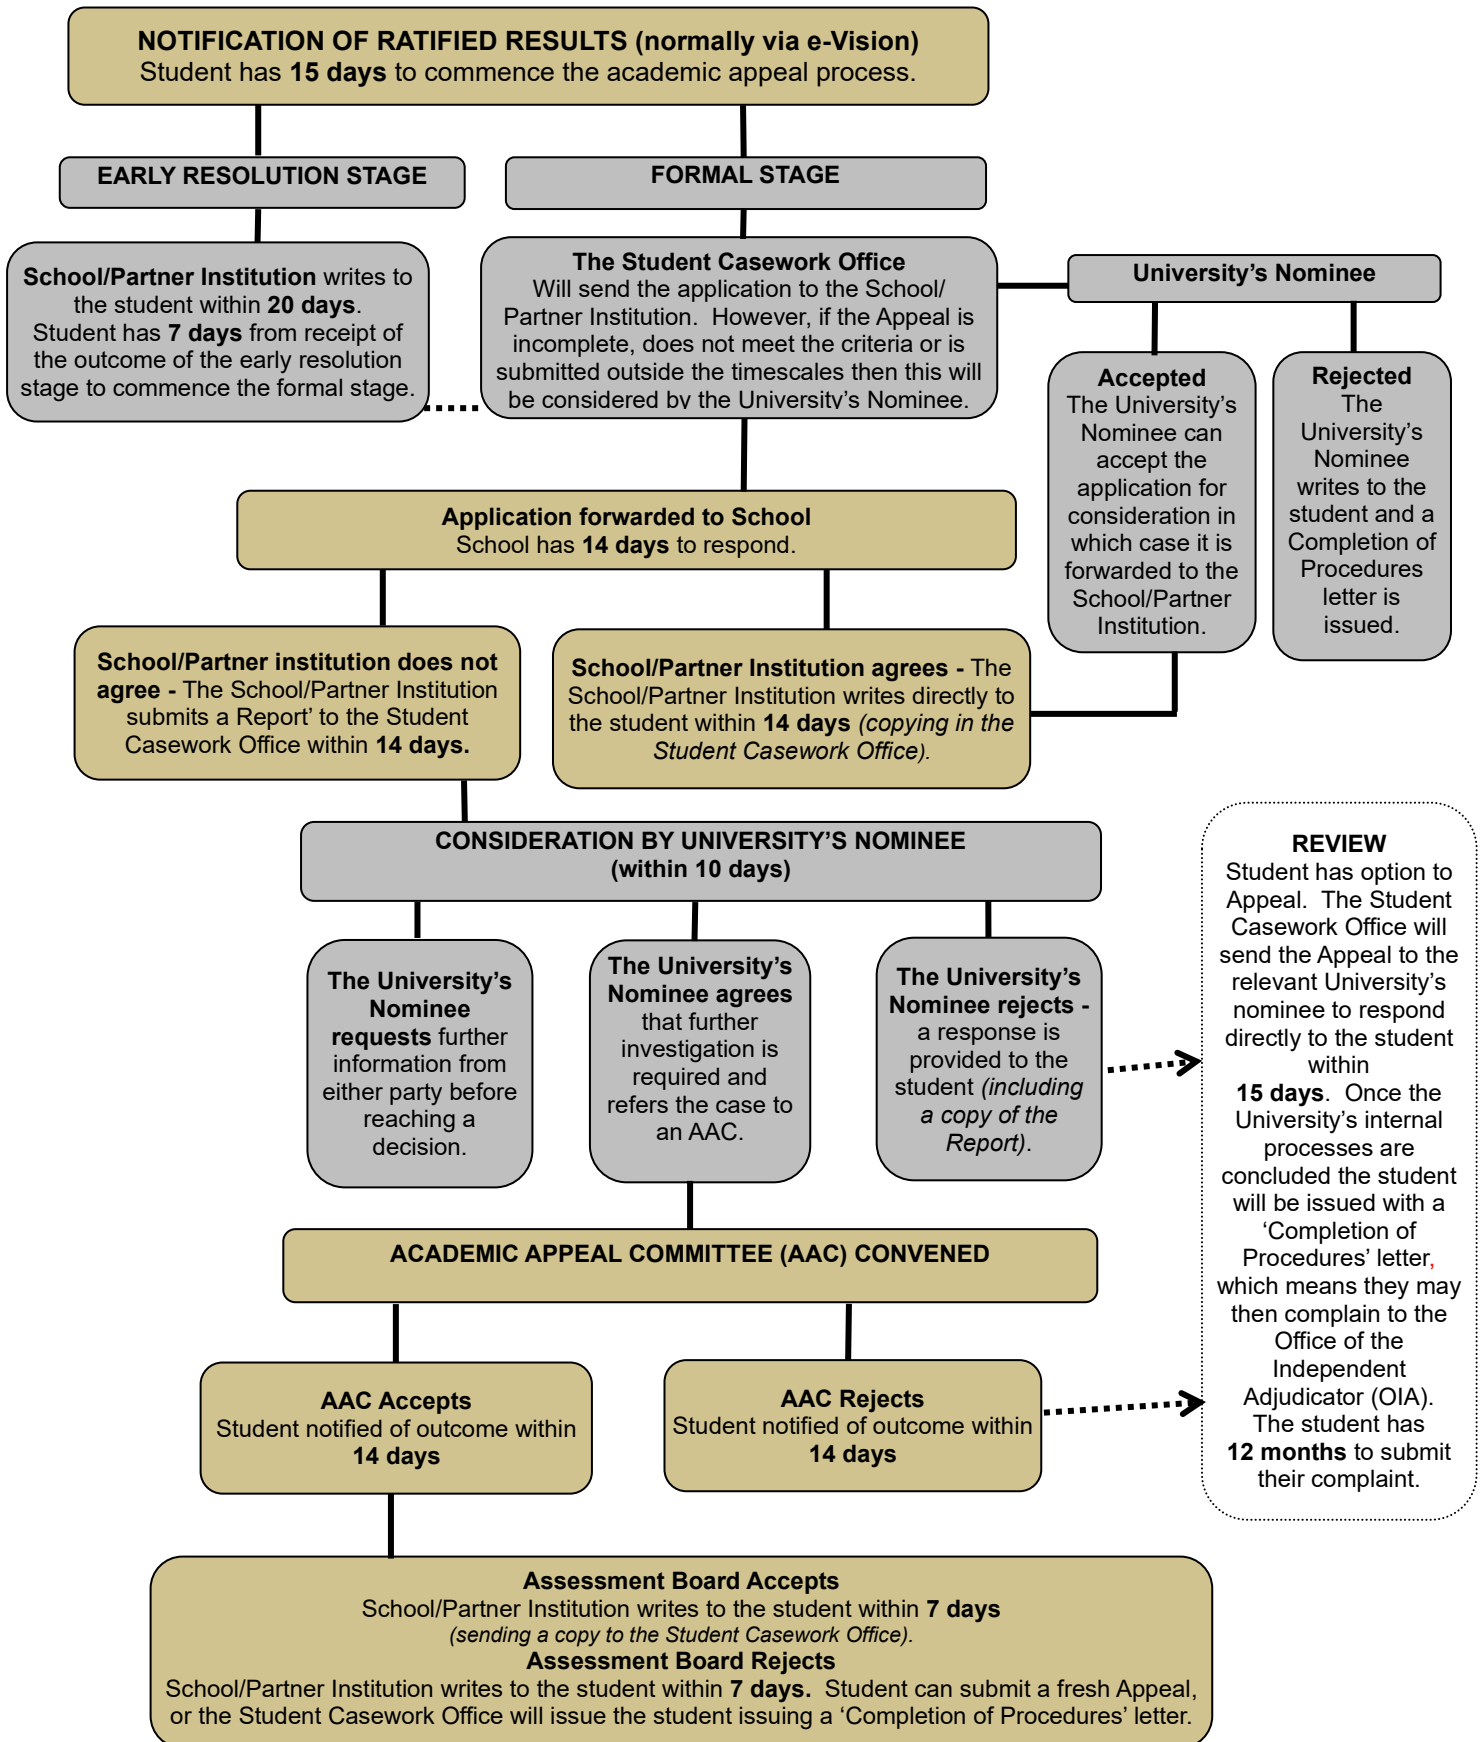 NOTIFICATION OF RATIFIED RESULTS (normally via e-Vision)
Student has 15 days to commence the academic appeal process.
EARLY RESOLUTION STAGE
FORMAL STAGE
School/Partner Institution writes to
the student within 20 days.
Student has 7 days from receipt of
the outcome of the early resolution
stage to commence the formal stage.
The Student Casework Office
Will send the application to the School/
Partner Institution. However, if the Appeal is
incomplete, does not meet the criteria or is
submitted outside the timescales then this will
be considered by the University's Nominee.
University's Nominee
Accepted
The University's
Nominee can
accept the
application for
consideration in
which case it is
forwarded to the
School/Partner
Institution.
Rejected
The
University's
Nominee
writes to the
student and a
Completion of
Procedures
letter is
issued.
Application forwarded to School
School has 14 days to respond.
School/Partner institution does not
agree - The School/Partner Institution
submits a Report' to the Student
Casework Office within 14 days.
School/Partner Institution agrees - The
School/Partner Institution writes directly to
the student within 14 days (copying in the
Student Casework Office).
CONSIDERATION BY UNIVERSITY'S NOMINEE
(within 10 days)
The University's
Nominee
requests further
information from
either party before
reaching a
decision.
The University's
Nominee agrees
that further
investigation is
required and
refers the case to
an AAC.
The University's
Nominee rejects -
a response is
provided to the
student (including
a copy of the
Report).
REVIEW
Student has option to
Appeal. The Student
Casework Office will
send the Appeal to the
relevant University's
nominee to respond
directly to the student
within
15 days. Once the
University's internal
processes are
concluded the student
will be issued with a
'Completion of
Procedures' letter,
which means they may
then complain to the
Office of the
Independent
Adjudicator (OIA).
The student has
12 months to submit
their complaint.
ACADEMIC APPEAL COMMITTEE (AAC) CONVENED
AAC Accepts
Student notified of outcome within
14 days
AAC Rejects
Student notified of outcome within
14 days
Assessment Board Accepts
School/Partner Institution writes to the student within 7 days
(sending a copy to the Student Casework Office).
Assessment Board Rejects
School/Partner Institution writes to the student within 7 days. Student can submit a fresh Appeal,
or the Student Casework Office will issue the student issuing a 'Completion of Procedures' letter.